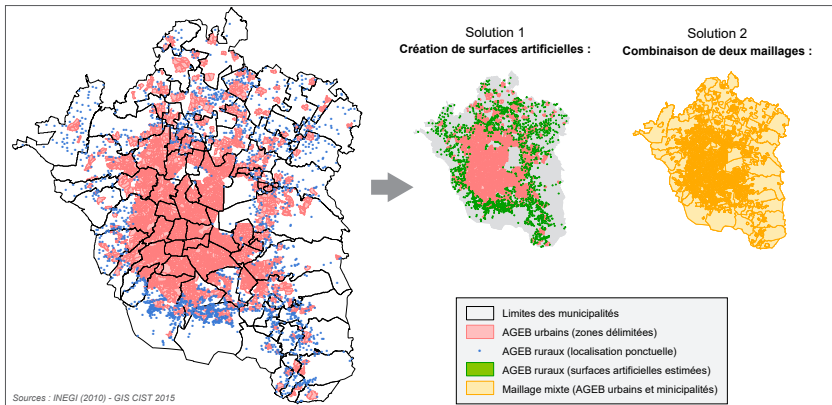 Solution 1
Création de surfaces artificielles :
Solution 2
Combinaison de deux maillages :
Limites des municipalités
AGEB urbains (zones délimitées)
AGEB ruraux (localisation ponctuelle)
AGEB ruraux (surfaces artificielles estimées)
Maillage mixte (AGEB urbains et minicipalités)
Sources : INEGI (2010) - GIS CIST 2015